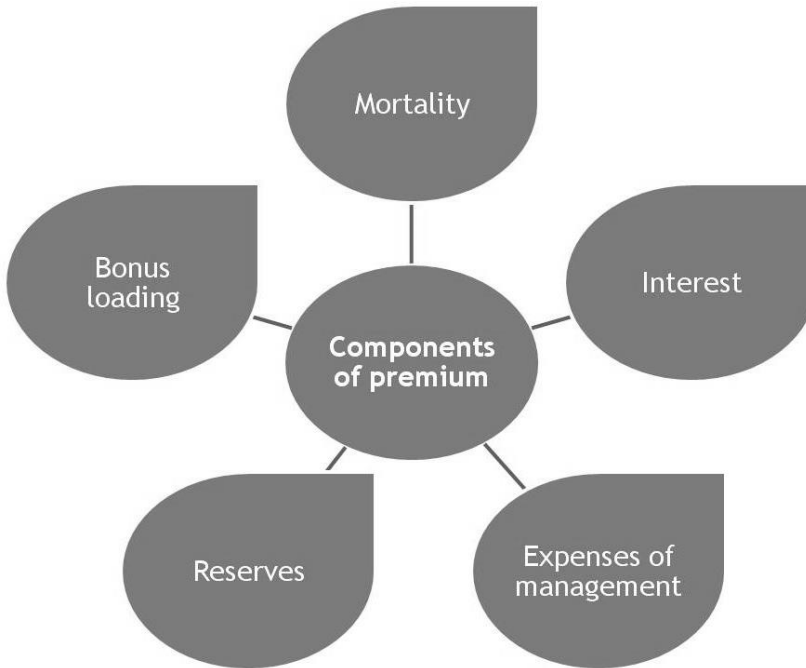 Mortality
Bonus
loading
Interest
Components
of premium
Reserves
Expenses of
management